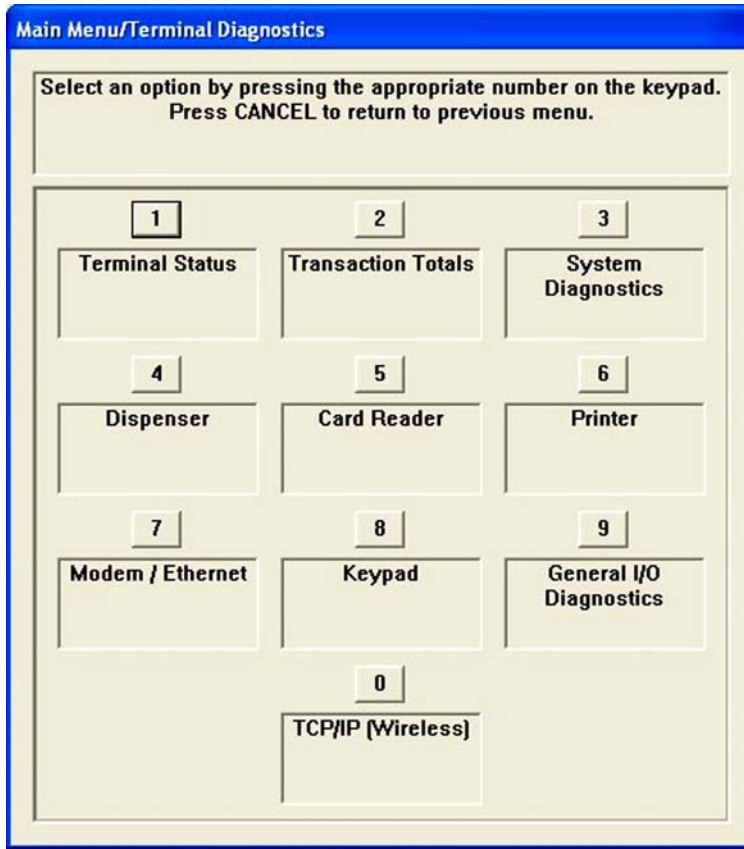 Main Menu/Terminal Diagnostics
Select an option by pressing the appropriate number on the keypad.
Press CANCEL to return to previous menu.
1
2
3
Terminal Status
Transaction Totals
System
Diagnostics
4
5
6
Dispenser
Card Reader
Printer
7
8
9
Modem / Ethernet
Keypad
General I/O
Diagnostics
0
TCP/IP (Wireless)